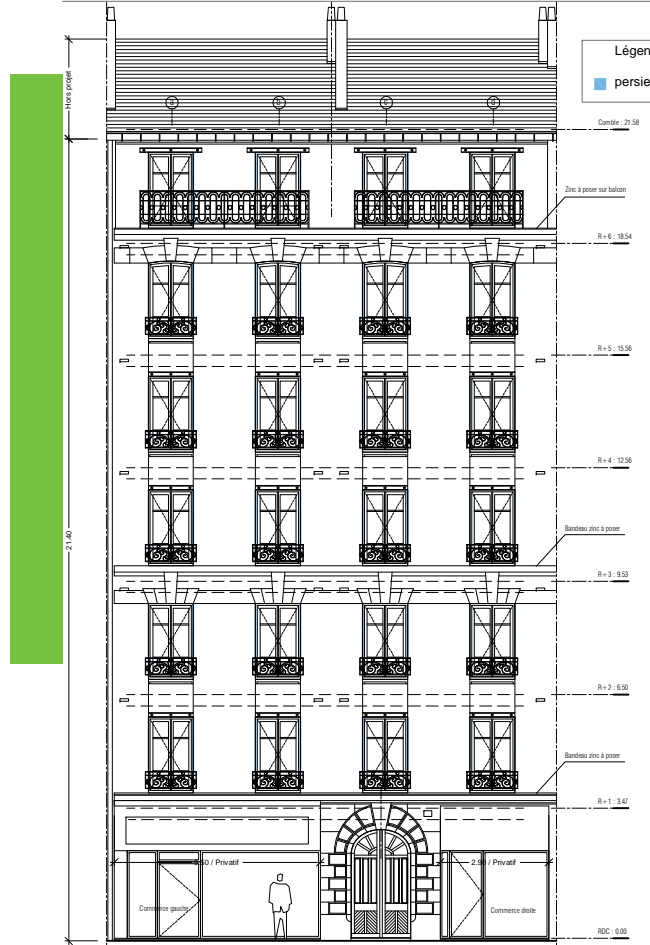 Légen
persie
Hors projet
a
b
c
d
Comble : 21.58
Zinc à poser sur balcon
R+6 : 18.54
R+5 : 15.56
R+4 : 12.56
21.40
Bandeau zinc à poser
R+3 : 9.53
R+2 : 6.50
Bandeau zinc à poser
R+1 : 3.47
/ Privatif
2.90 / Privatif
Commerce gauche
Commerce droite
RDC : 0.00